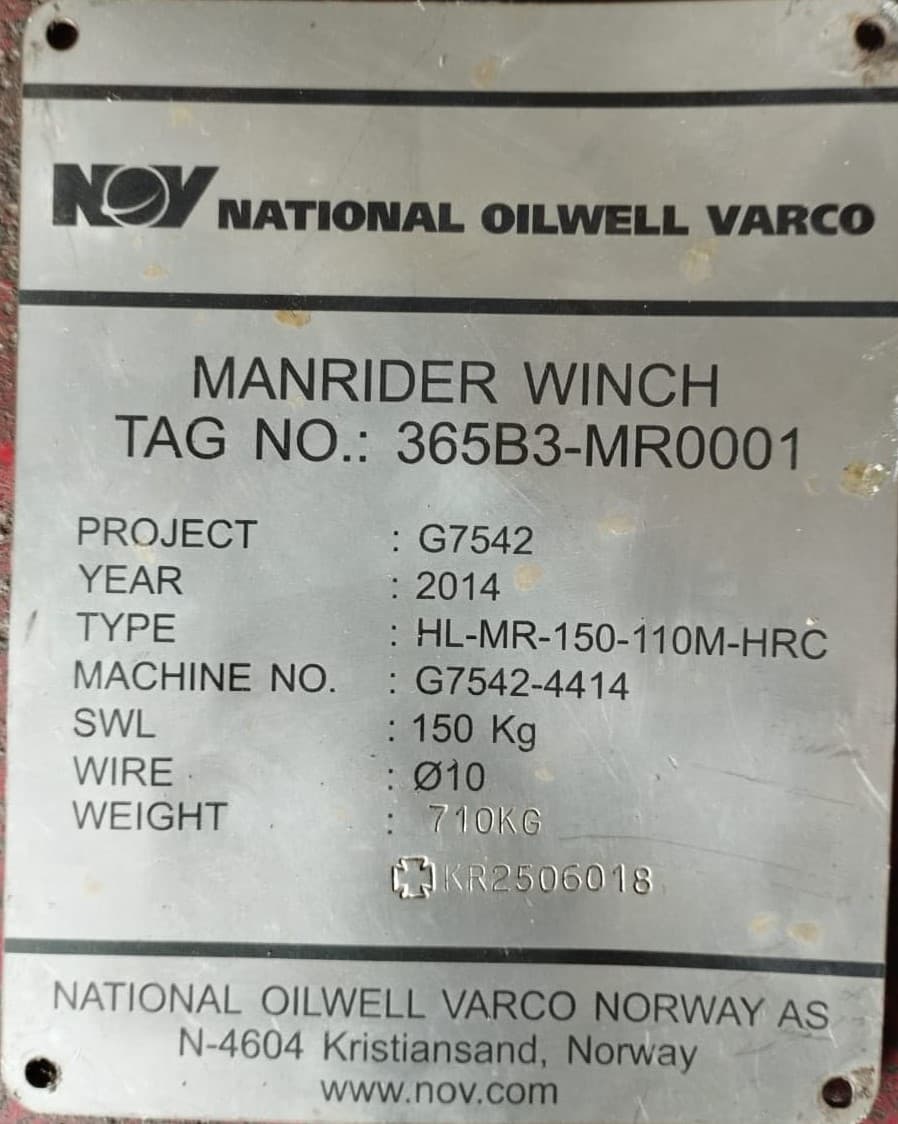 NOV NATIONAL OILWELL VARCO
MANRIDER WINCH
TAG NO.: 365B3-MR0001
PROJECT : G7542
YEAR : 2014
TYPE : HL-MR-150-110M-HRC
MACHINE NO. : G7542-4414
SWL : 150 Kg
WIRE : Ø10
WEIGHT : 710KG
KR2506018
NATIONAL OILWELL VARCO NORWAY AS
N-4604 Kristiansand, Norway
www.nov.com